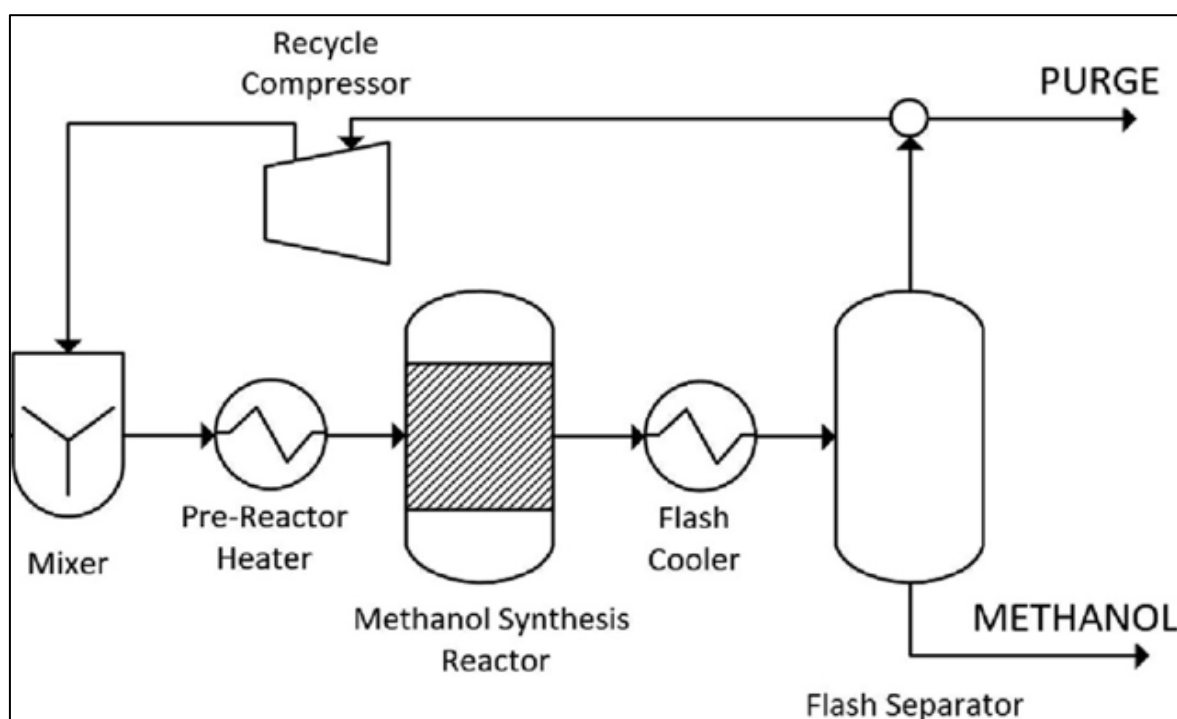 Recycle
Compressor
PURGE
Mixer
Pre-Reactor
Heater
Methanol Synthesis
Reactor
Flash
Cooler
METHANOL
Flash Separator